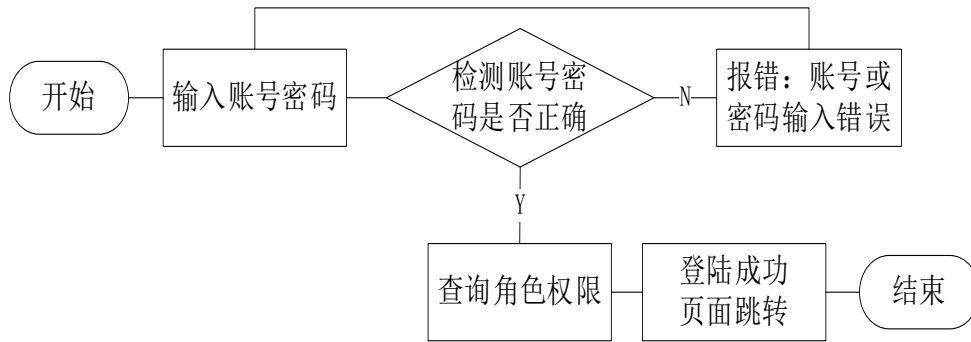 开始
输入账号密码
检测账号密
码是否正确
N
报错：账号或
密码输入错误
Y
查询角色权限
登陆成功
页面跳转
结束